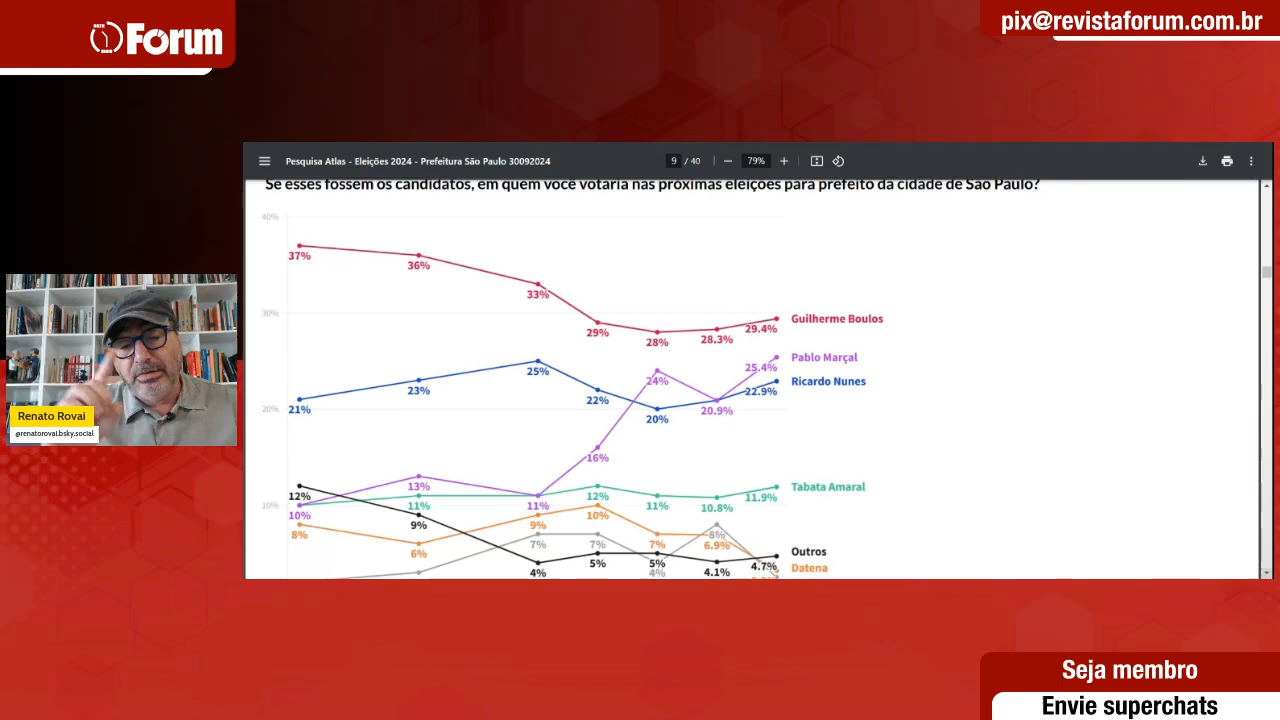 ONZE
Forum
HORAS
pix@revistaforum.com.br
Pesquisa Atlas - Eleições 2024 - Prefeitura São Paulo 30092024
9 / 40
79%
Se esses fossem os candidatos, em quem você votaria nas próximas eleições para prefeito da cidade de São Paulo?
40%
37%
36%
33%
30%
29%
28%
28.3%
29.4%
Guilherme Boulos
25.4%
Pablo Marçal
25%
24%
23%
22%
22.9%
Ricardo Nunes
21%
20%
20%
20.9%
16%
12%
13%
11%
11%
12%
11%
10.8%
11.9%
Tabata Amaral
10%
10%
10%
9%
9%
8%
8%
7%
7%
7%
6.9%
6%
Outros
4%
5%
5%
4%
4.1%
4.7%
Datena
Renato Rovai
@renatorovai.bsky.social
Seja membro
Envie superchats